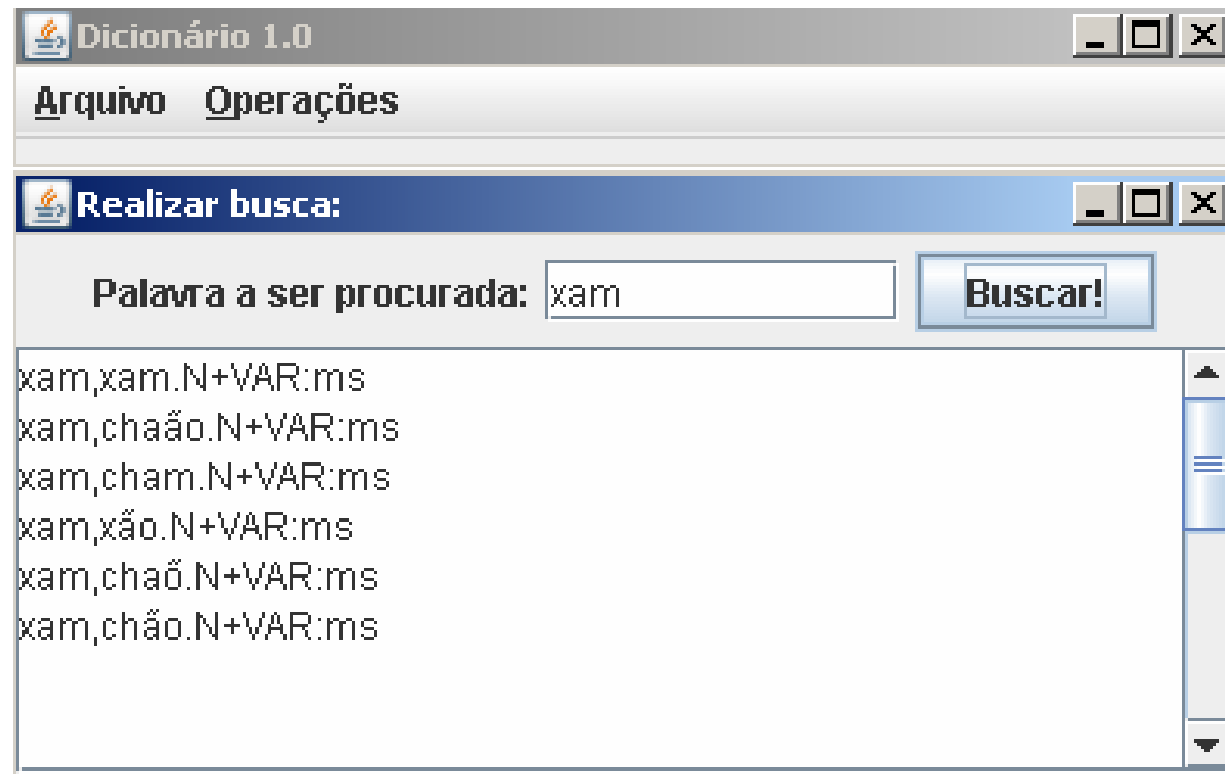 Dicionário 1.0
Arquivo Operações
Realizar busca:
Palavra a ser procurada: xam Buscar!
xam,xam.N+VAR:ms
xam,chaão.N+VAR:ms
xam,cham.N+VAR:ms
xam,xão.N+VAR:ms
xam,chaõ.N+VAR:ms
xam,chão.N+VAR:ms